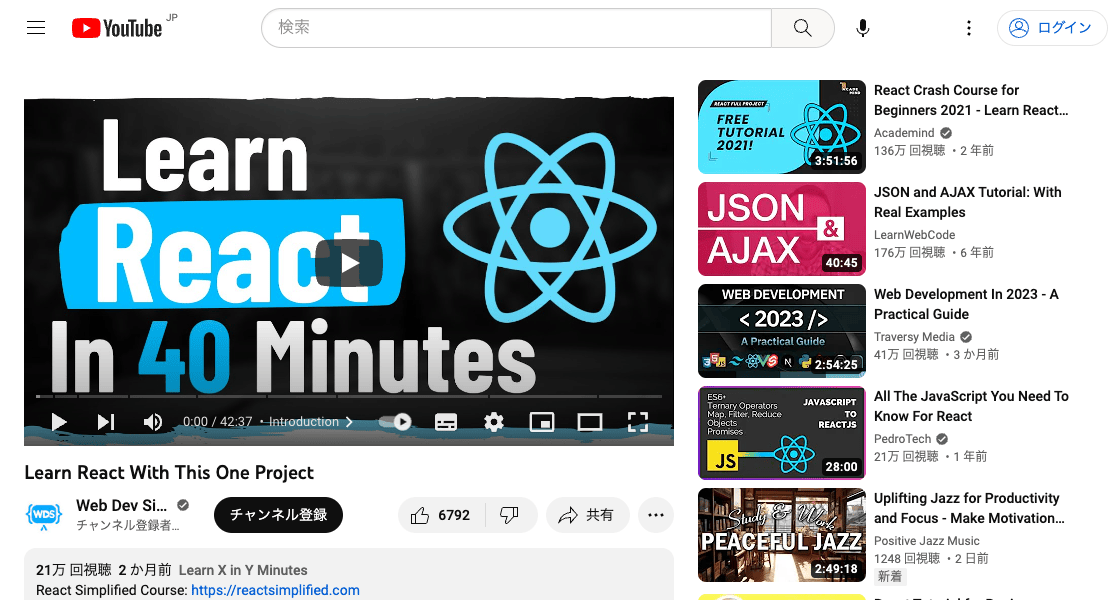 YouTube JP
検索
ログイン
Learn
React
In 40 Minutes
0:00 / 42:37 • Introduction
Learn React With This One Project
WDS
Web Dev Si...
チャンネル登録者...
チャンネル登録
6792
共有
21万 回視聴 2 か月前 Learn X in Y Minutes
React Simplified Course: https://reactsimplified.com
REACT FULL PROJECT
FREE
TUTORIAL
2021!
ACADE
MIND
3:51:56
React Crash Course for
Beginners 2021 - Learn React...
Academind
136万 回視聴 • 2 年前
JSON
&
AJAX
40:45
JSON and AJAX Tutorial: With
Real Examples
LearnWebCode
176万 回視聴 • 6 年前
WEB DEVELOPMENT
< 2023 />
A Practical Guide
2:54:25
Web Development In 2023 - A
Practical Guide
Traversy Media
41万 回視聴 • 3 か月前
ES6+
Ternary Operators
Map, Filter, Reduce
Objects
Promises
JAVASCRIPT
TO
REACTJS
JS
28:00
All The JavaScript You Need To
Know For React
PedroTech
21万 回視聴 • 1 年前
Study & Work
PEACEFUL JAZZ
2:49:18
Uplifting Jazz for Productivity
and Focus - Make Motivation...
Positive Jazz Music
1248 回視聴 • 2 日前
新着